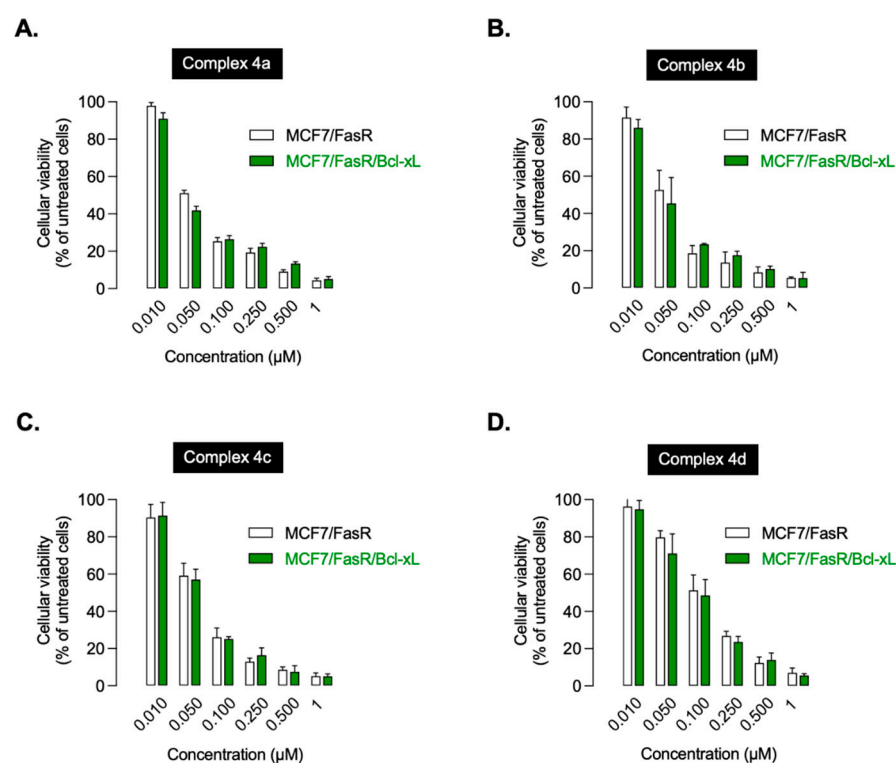 A.
Complex 4a
Cellular viability
(% of untreated cells)
100
80
60
40
20
0
MCF7/FasR
MCF7/FasR/Bcl-xL
0.010
0.050
0.100
0.250
0.500
1
Concentration (µM)
B.
Complex 4b
Cellular viability
(% of untreated cells)
100
80
60
40
20
0
MCF7/FasR
MCF7/FasR/Bcl-xL
0.010
0.050
0.100
0.250
0.500
1
Concentration (µM)
C.
Complex 4c
Cellular viability
(% of untreated cells)
100
80
60
40
20
0
MCF7/FasR
MCF7/FasR/Bcl-xL
0.010
0.050
0.100
0.250
0.500
1
Concentration (µM)
D.
Complex 4d
Cellular viability
(% of untreated cells)
100
80
60
40
20
0
MCF7/FasR
MCF7/FasR/Bcl-xL
0.010
0.050
0.100
0.250
0.500
1
Concentration (µM)